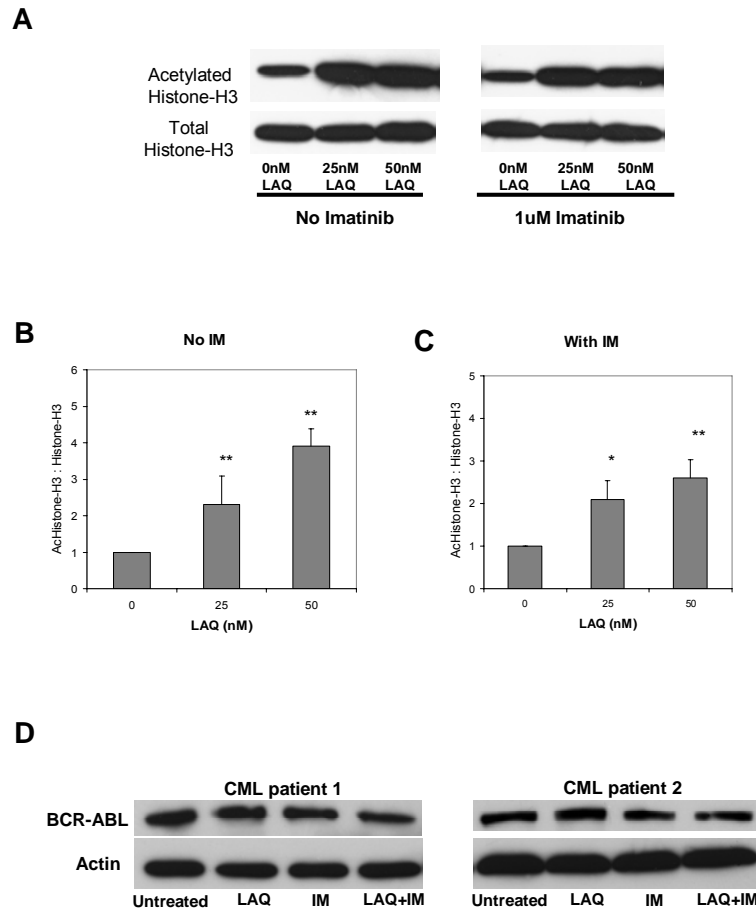 A
Acetylated
Histone-H3
Total
Histone-H3
0nM 25nM 50nM 0nM 25nM 50nM
LAQ LAQ LAQ LAQ LAQ LAQ
No Imatinib 1uM Imatinib
B
No IM
AcHistone-H3 : Histone-H3
6
5
4
3
2
1
0
**
**
0 25 50
LAQ (nM)
C
With IM
AcHistone-H3 : Histone-H3
5
4
3
2
1
0
*
**
0 25 50
LAQ (nM)
D
CML patient 1 CML patient 2
BCR-ABL
Actin
Untreated LAQ IM LAQ+IM Untreated LAQ IM LAQ+IM